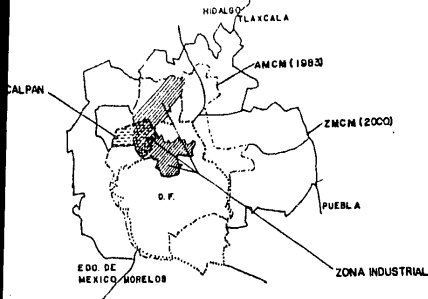 HIDALGO
TLAXCALA
AMCM (1983)
CALPAN
ZMCM (2000)
D.F.
PUEBLA
EDO. DE
MEXICO MORELOS
ZONA INDUSTRIAL